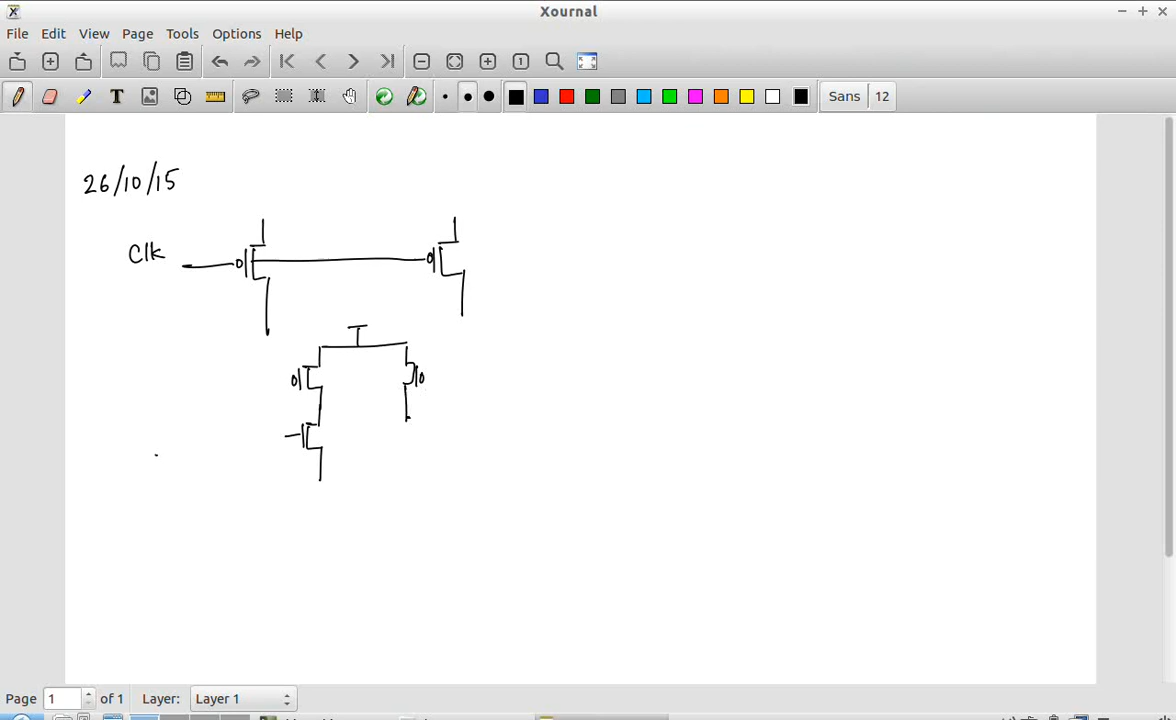 Xournal
File Edit View Page Tools Options Help
Sans 12
26/10/15
Clk
Page 1 of 1 Layer: Layer 1